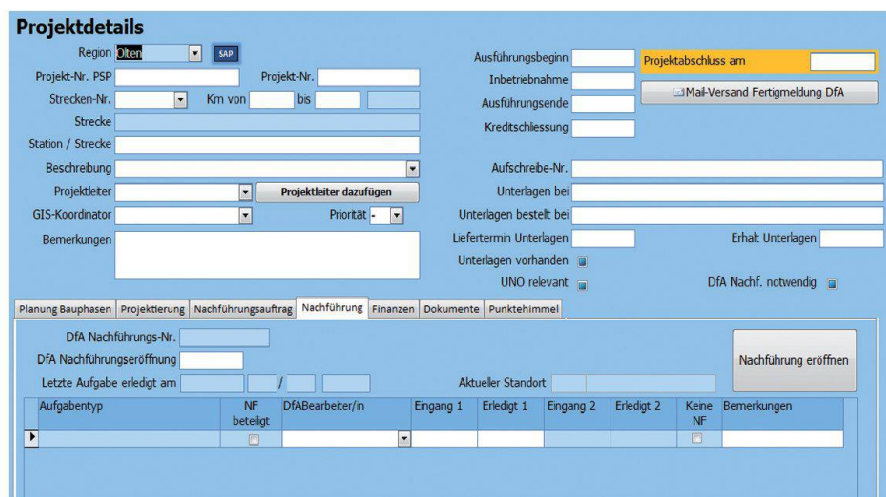 Projektdetails
Region Olten SAP
Projekt-Nr. PSP Projekt-Nr.
Strecken-Nr. Km von bis
Strecke
Station / Strecke
Beschreibung
Projektleiter Projektleiter dazufügen
GIS-Koordinator Priorität -
Bemerkungen
Ausführungsbeginn Projektabschluss am
Inbetriebnahme Mail-Versand Fertigmeldung DfA
Ausführungsende
Kreditschliessung
Aufschreibe-Nr.
Unterlagen bei
Unterlagen bestelt bei
Liefertermin Unterlagen Erhalt Unterlagen
Unterlagen vorhanden
UNO relevant DfA Nachf. notwendig
Planung Bauphasen Projektierung Nachführungsauftrag Nachführung Finanzen Dokumente Punktehimmel
DfA Nachführungs-Nr.
DfA Nachführungseröffnung Nachführung eröffnen
Letzte Aufgabe erledigt am / Aktueller Standort
Aufgabentyp NF beteiligt DfABearbeiter/in Eingang 1 Erledigt 1 Eingang 2 Erledigt 2 Keine NF Bemerkungen